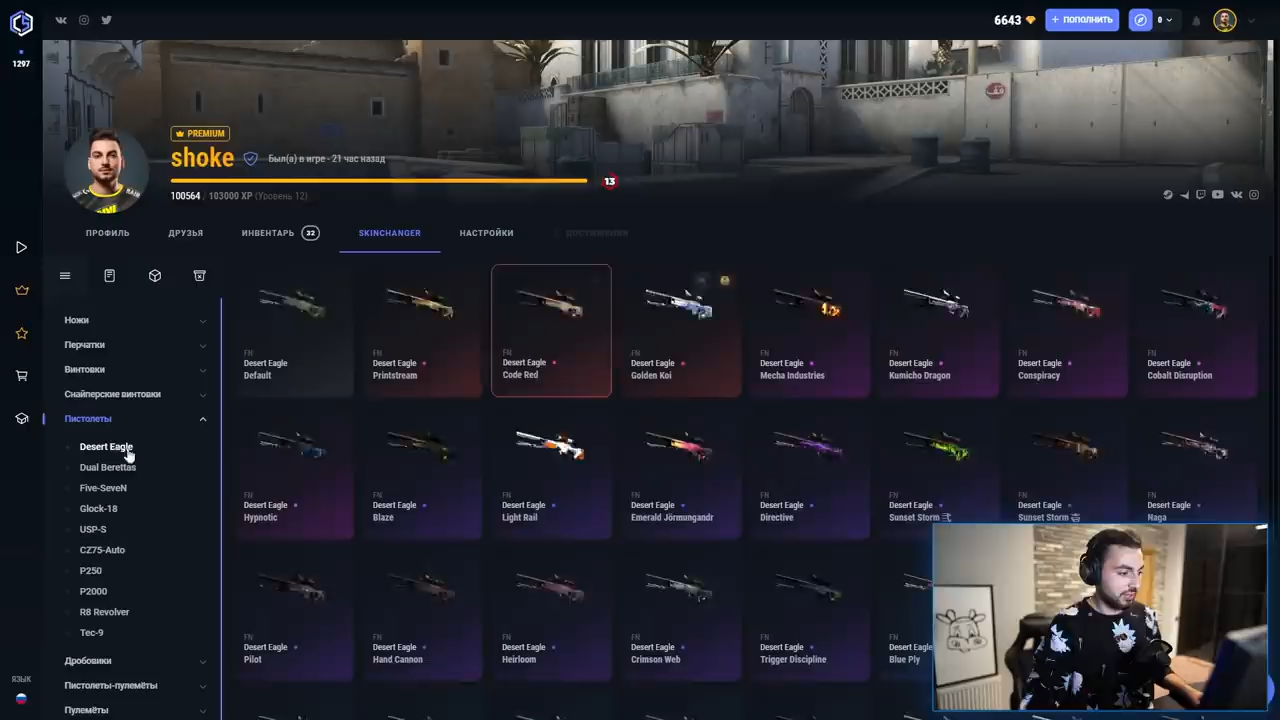 6643
+ ПОПОЛНИТЬ
0
1297
PREMIUM
shoke
Был(а) в игре - 21 час назад
13
100564 / 103000 XP (Уровень 12)
ПРОФИЛЬ
ДРУЗЬЯ
ИНВЕНТАРЬ 32
SKINCHANGER
НАСТРОЙКИ
ДОСТИЖЕНИЯ
Ножи
Перчатки
Винтовки
Снайперские винтовки
Пистолеты
Desert Eagle
Dual Berettas
Five-SeveN
Glock-18
USP-S
CZ75-Auto
P250
P2000
R8 Revolver
Tec-9
Дробовики
Пистолеты-пулемёты
Пулемёты
ЯЗЫК
FN
Desert Eagle
Default
FN
Desert Eagle
Printstream
FN
Desert Eagle
Code Red
FN
Desert Eagle
Golden Koi
FN
Desert Eagle
Mecha Industries
FN
Desert Eagle
Kumicho Dragon
FN
Desert Eagle
Conspiracy
FN
Desert Eagle
Cobalt Disruption
FN
Desert Eagle
Hypnotic
FN
Desert Eagle
Blaze
FN
Desert Eagle
Light Rail
FN
Desert Eagle
Emerald Jörmungandr
FN
Desert Eagle
Directive
FN
Desert Eagle
Sunset Storm
FN
Desert Eagle
Sunset Storm
FN
Desert Eagle
Naga
FN
Desert Eagle
Pilot
FN
Desert Eagle
Hand Cannon
FN
Desert Eagle
Heirloom
FN
Desert Eagle
Crimson Web
FN
Desert Eagle
Trigger Discipline
FN
Desert
Blue Ply